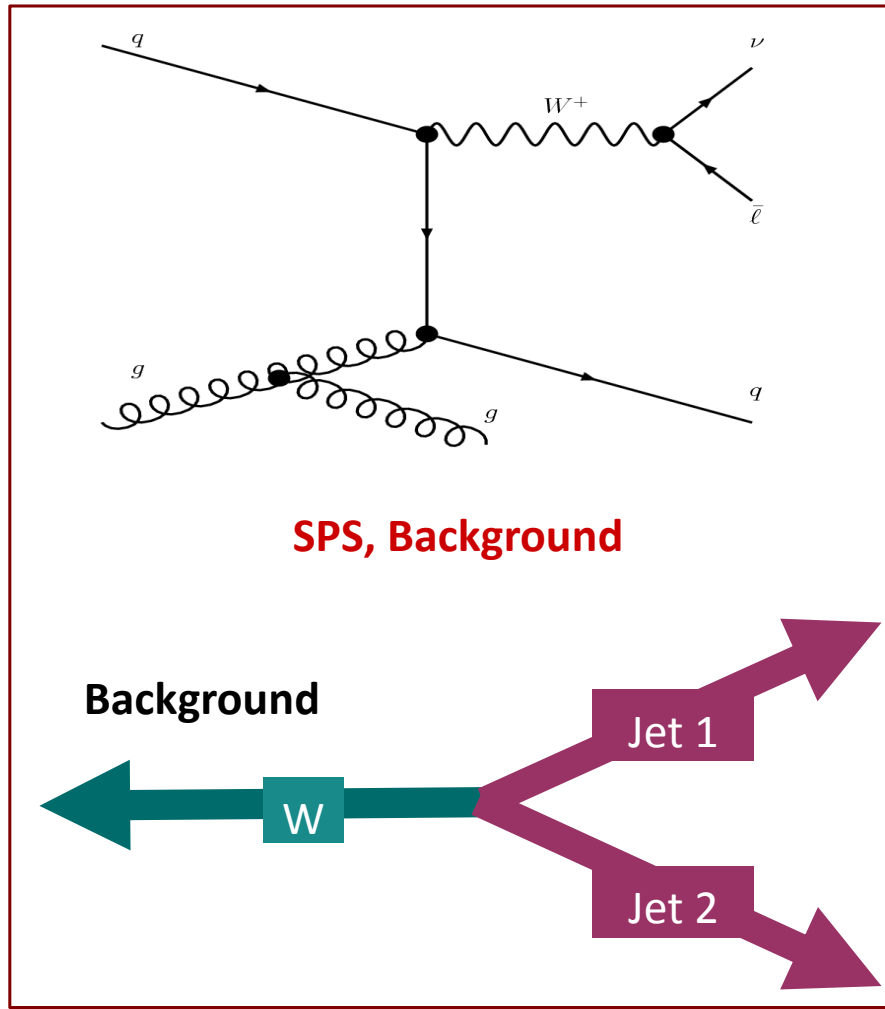 q
W⁺
ν
ℓ̄
g
g
q
SPS, Background
Background
Jet 1
W
Jet 2